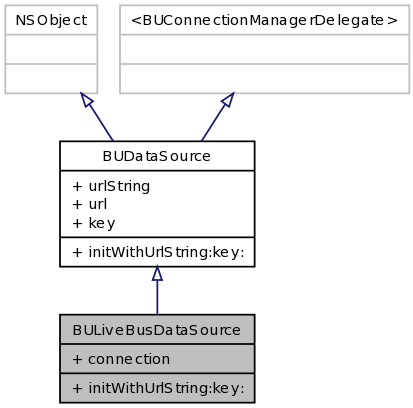 NSObject
<BUConnectionManagerDelegate>
BUDataSource
+ urlString
+ url
+ key
+ initWithUrlString:key:
BULiveBusDataSource
+ connection
+ initWithUrlString:key: